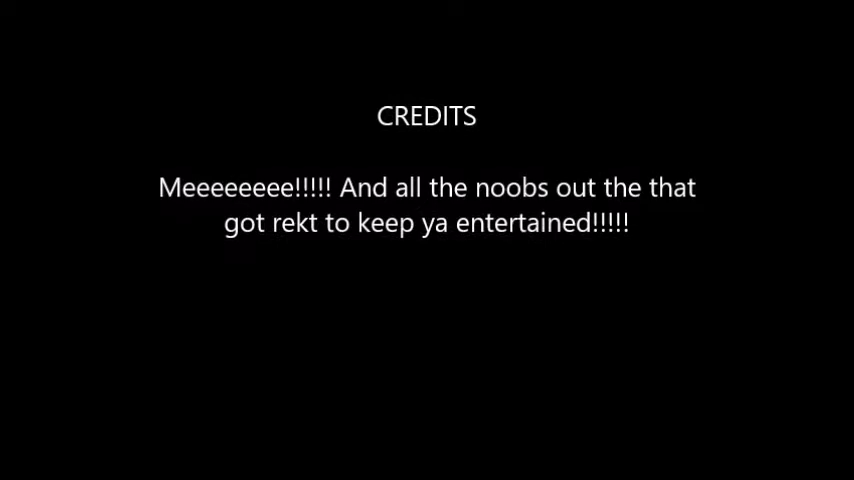 CREDITS
Meeeeeeee!!!!! And all the noobs out the that
got rekt to keep ya entertained!!!!!